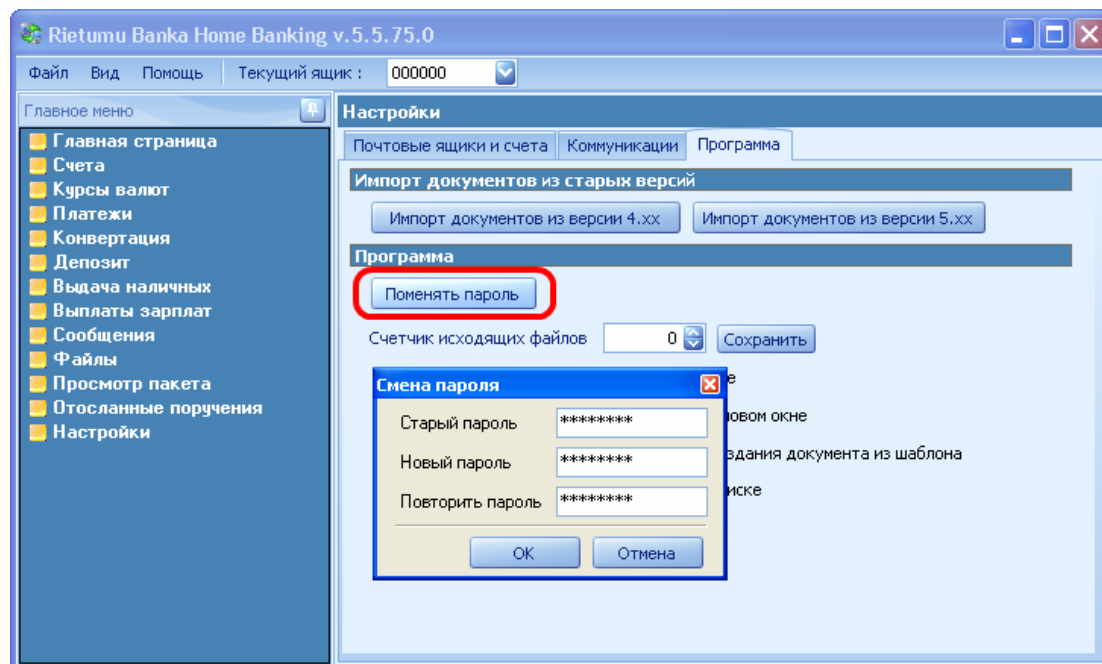 Rietumu Banka Home Banking v.5.5.75.0
Файл Вид Помощь Текущий ящик : 000000
Главное меню
Главная страница
Счета
Курсы валют
Платежи
Конвертация
Депозит
Выдача наличных
Выплаты зарплат
Сообщения
Файлы
Просмотр пакета
Отосланные поручения
Настройки
Настройки
Почтовые ящики и счета Коммуникации Программа
Импорт документов из старых версий
Импорт документов из версии 4.xx Импорт документов из версии 5.xx
Программа
Поменять пароль
Счетчик исходящих файлов 0 Сохранить
Смена пароля
Старый пароль ********
Новый пароль ********
Повторить пароль ********
OK Отмена
е
овом окне
здания документа из шаблона
иске